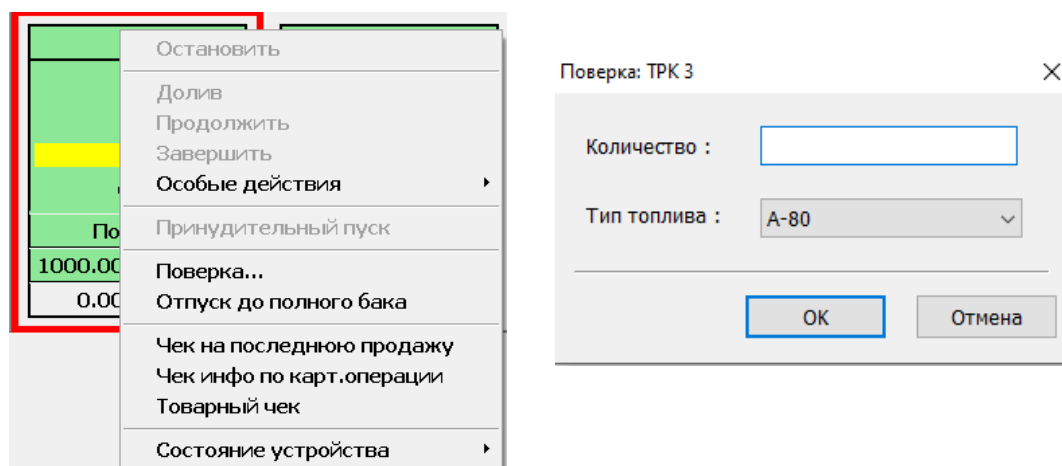 Остановить
Долив
Продолжить
Завершить
Особые действия
Принудительный пуск
1000.00
Поверка...
0.00
Отпуск до полного бака
Чек на последнюю продажу
Чек инфо по карт.операции
Товарный чек
Состояние устройства
Поверка: ТРК 3
Количество :
Тип топлива :
А-80
ОК
Отмена